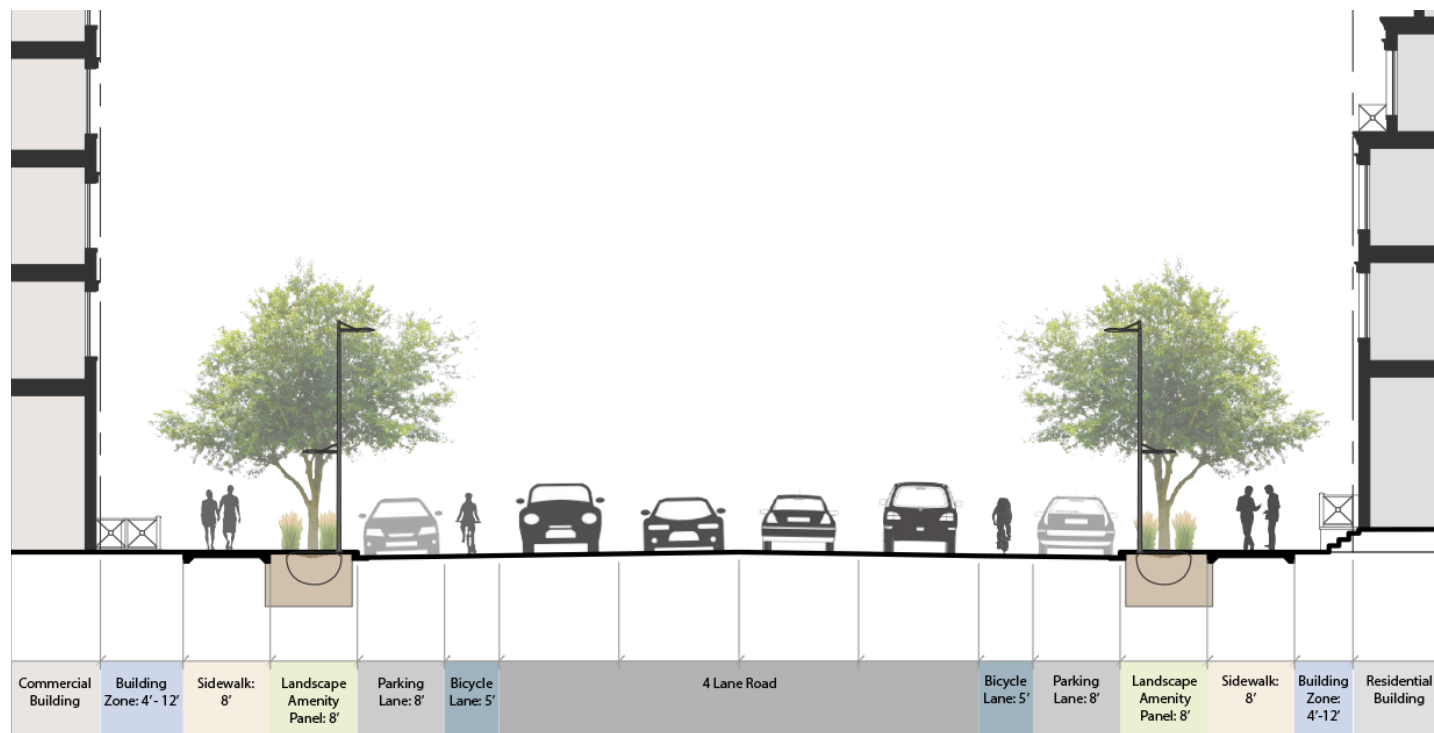 Commercial
Building
Building
Zone: 4’- 12’
Sidewalk:
8’
Landscape
Amenity
Panel: 8’
Parking
Lane: 8’
Bicycle
Lane: 5’
4 Lane Road
Bicycle
Lane: 5’
Parking
Lane: 8’
Landscape
Amenity
Panel: 8’
Sidewalk:
8’
Building
Zone:
4’-12’
Residential
Building